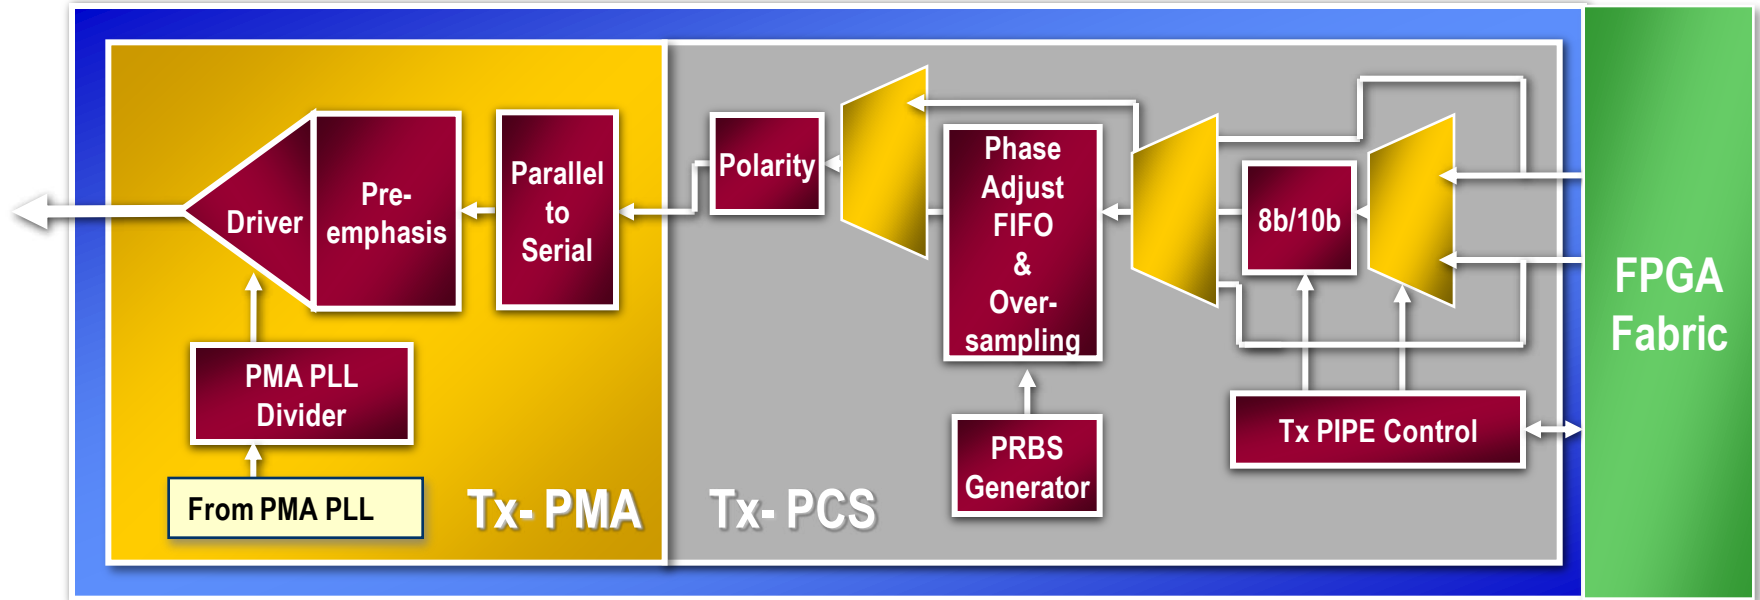 Driver
Pre-
emphasis
Parallel
to
Serial
Polarity
Phase
Adjust
FIFO
&
Over-
sampling
8b/10b
FPGA
Fabric
PMA PLL
Divider
From PMA PLL
PRBS
Generator
Tx PIPE Control
Tx- PMA
Tx- PCS